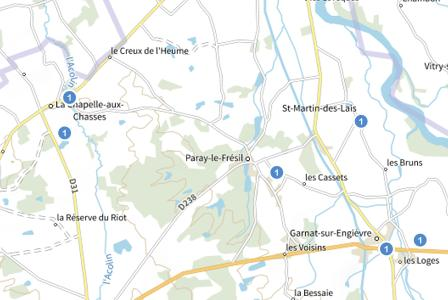 Chambon
le Creux de l'Heume
l'Acolin
Vitry-s
1
La Chapelle-aux-
Chasses
St-Martin-des-Lais
1
1
Paray-le-Frésil
les Bruns
1
les Cassets
D31
D238
la Réserve du Riot
Garnat-sur-Engièvre
1
les Voisins
1
l'Acolin
les Loges
la Bessaie